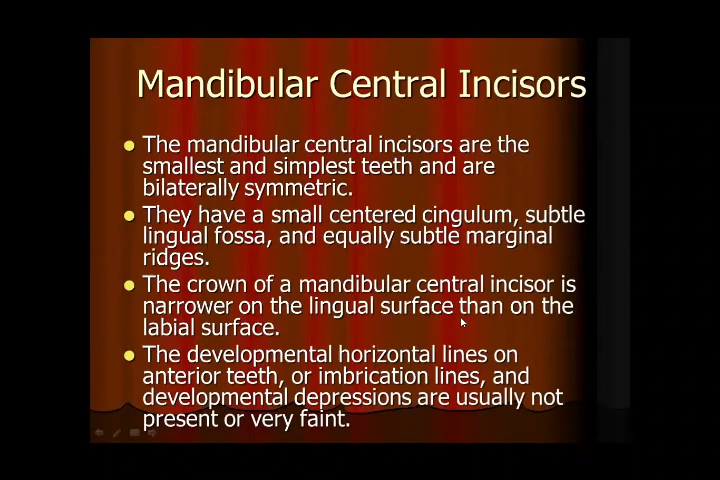 Mandibular Central Incisors
• The mandibular central incisors are the
smallest and simplest teeth and are
bilaterally symmetric.
• They have a small centered cingulum, subtle
lingual fossa, and equally subtle marginal
ridges.
• The crown of a mandibular central incisor is
narrower on the lingual surface than on the
labial surface.
• The developmental horizontal lines on
anterior teeth, or imbrication lines, and
developmental depressions are usually not
present or very faint.